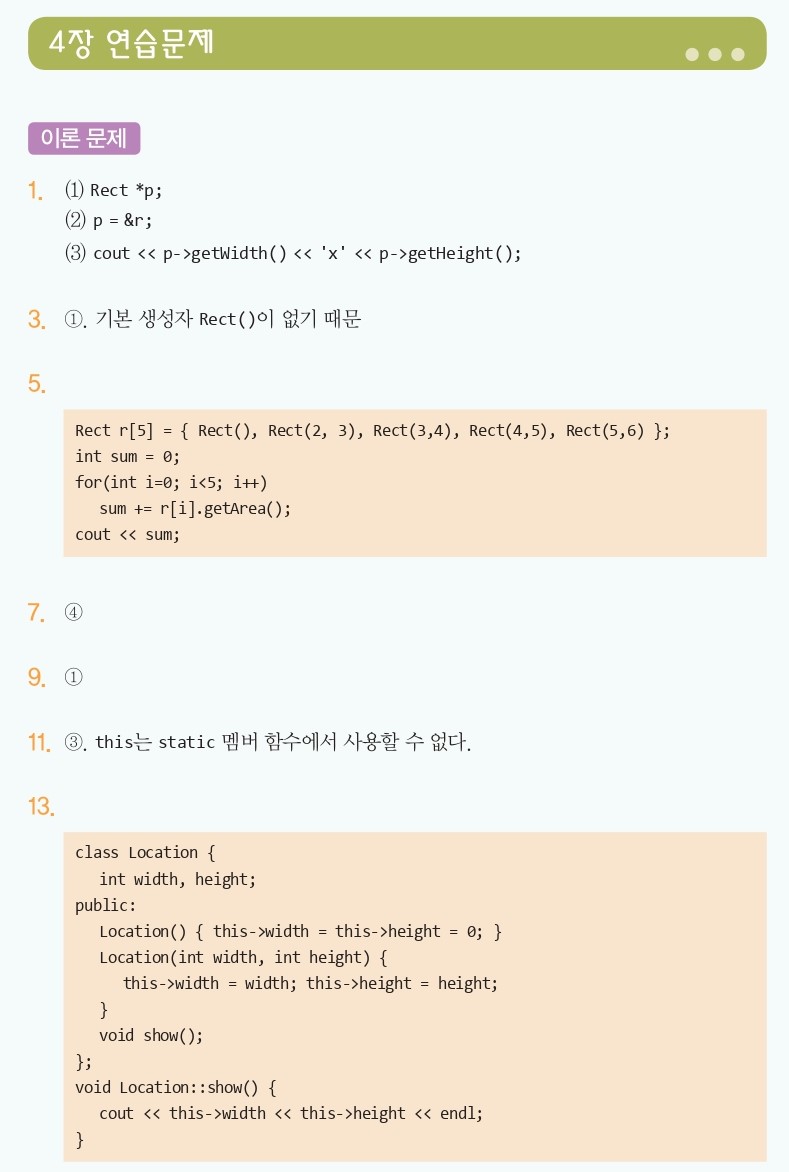 4장 연습문제
이론 문제
1. (1) Rect *p;
(2) p = &r;
(3) cout << p->getWidth() << 'x' << p->getHeight();
3. ①. 기본 생성자 Rect()이 없기 때문
5.
Rect r[5] = { Rect(), Rect(2, 3), Rect(3,4), Rect(4,5), Rect(5,6) };
int sum = 0;
for(int i=0; i<5; i++)
sum += r[i].getArea();
cout << sum;
7. ④
9. ①
11. ③. this는 static 멤버 함수에서 사용할 수 없다.
13.
class Location {
int width, height;
public:
Location() { this->width = this->height = 0; }
Location(int width, int height) {
this->width = width; this->height = height;
}
void show();
};
void Location::show() {
cout << this->width << this->height << endl;
}